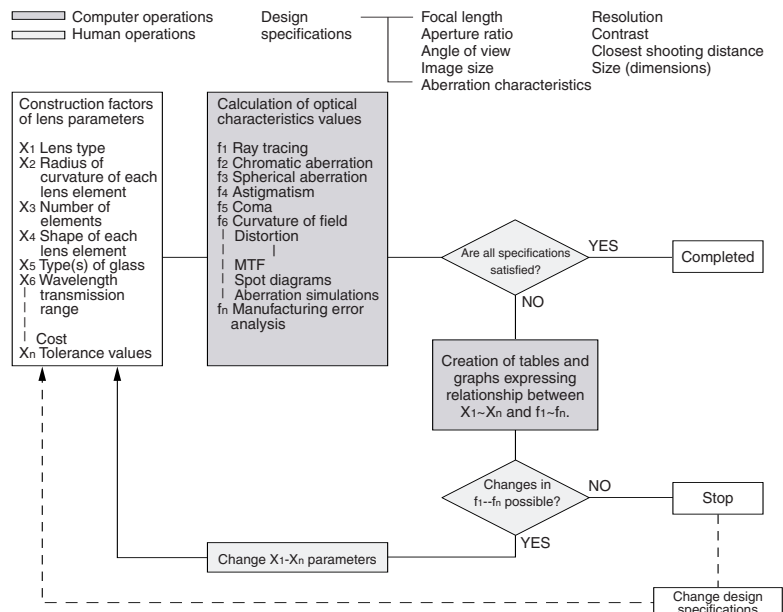 Computer operations
Human operations
Design
specifications
Focal length
Aperture ratio
Angle of view
Image size
Aberration characteristics
Resolution
Contrast
Closest shooting distance
Size (dimensions)
Construction factors
of lens parameters
X1 Lens type
X2 Radius of
curvature of each
lens element
X3 Number of
elements
X4 Shape of each
lens element
X5 Type(s) of glass
X6 Wavelength
transmission
range
Cost
Xn Tolerance values
Calculation of optical
characteristics values
f1 Ray tracing
f2 Chromatic aberration
f3 Spherical aberration
f4 Astigmatism
f5 Coma
f6 Curvature of field
Distortion
MTF
Spot diagrams
Aberration simulations
fn Manufacturing error
analysis
Are all specifications
satisfied?
YES
Completed
NO
Creation of tables and
graphs expressing
relationship between
X1~Xn and f1~fn.
Changes in
f1--fn possible?
NO
Stop
YES
Change X1-Xn parameters
Change design
specifications